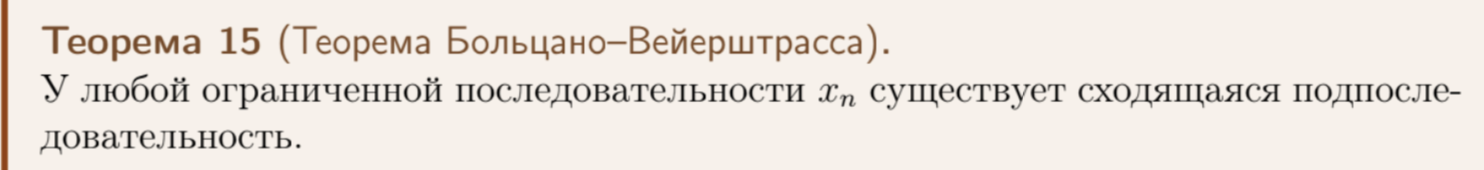 Теорема 15 (Теорема Больцано–Вейерштрасса).
У любой ограниченной последовательности xₙ существует сходящаяся подпосле-
довательность.